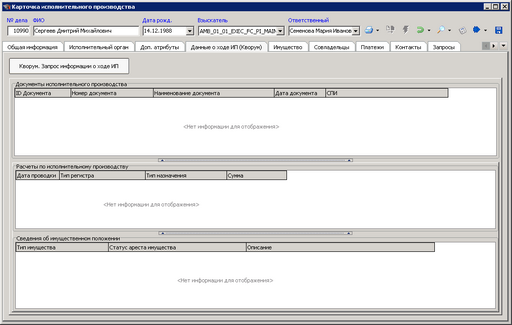 Карточка исполнительного производства
№ дела ФИО Дата рожд. Взыскатель Ответственный
10990 Сергеев Дмитрий Михайлович 14.12.1988 AMB_01_01_EXEC_FC_PI_MAIN Семенова Мария Иванов
Общая информация Исполнительный орган Доп. атрибуты Данные о ходе ИП (Кворум) Имущество Совладельцы Платежи Контакты Запросы
Кворум. Запрос информации о ходе ИП
Документы исполнительного производства
ID Документа Номер документа Наименование документа Дата документа СПИ
<Нет информации для отображения>
Расчеты по исполнительному производству
Дата проводки Тип регистра Тип назначения Сумма
<Нет информации для отображения>
Сведения об имущественном положении
Тип имущества Статус ареста имущества Описание
<Нет информации для отображения>